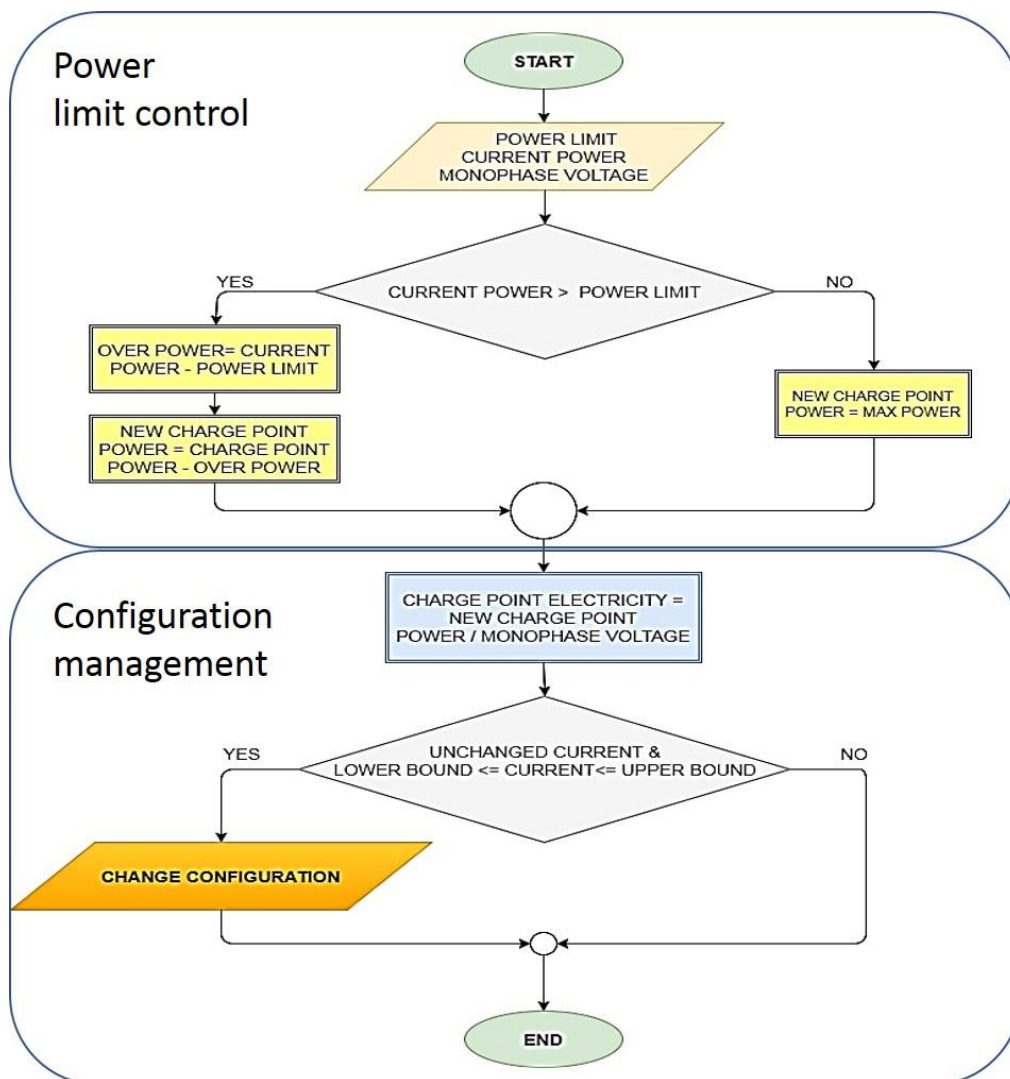 Power
limit control
START
POWER LIMIT
CURRENT POWER
MONOPHASE VOLTAGE
CURRENT POWER > POWER LIMIT
YES
NO
OVER POWER= CURRENT
POWER - POWER LIMIT
NEW CHARGE POINT
POWER = CHARGE POINT
POWER - OVER POWER
NEW CHARGE POINT
POWER = MAX POWER
Configuration
management
CHARGE POINT ELECTRICITY =
NEW CHARGE POINT
POWER / MONOPHASE VOLTAGE
UNCHANGED CURRENT &
LOWER BOUND <= CURRENT<= UPPER BOUND
YES
NO
CHANGE CONFIGURATION
END